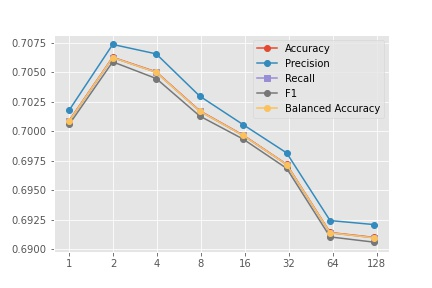 0.7075
0.7050
0.7025
0.7000
0.6975
0.6950
0.6925
0.6900
1 2 4 8 16 32 64 128
Accuracy
Precision
Recall
F1
Balanced Accuracy